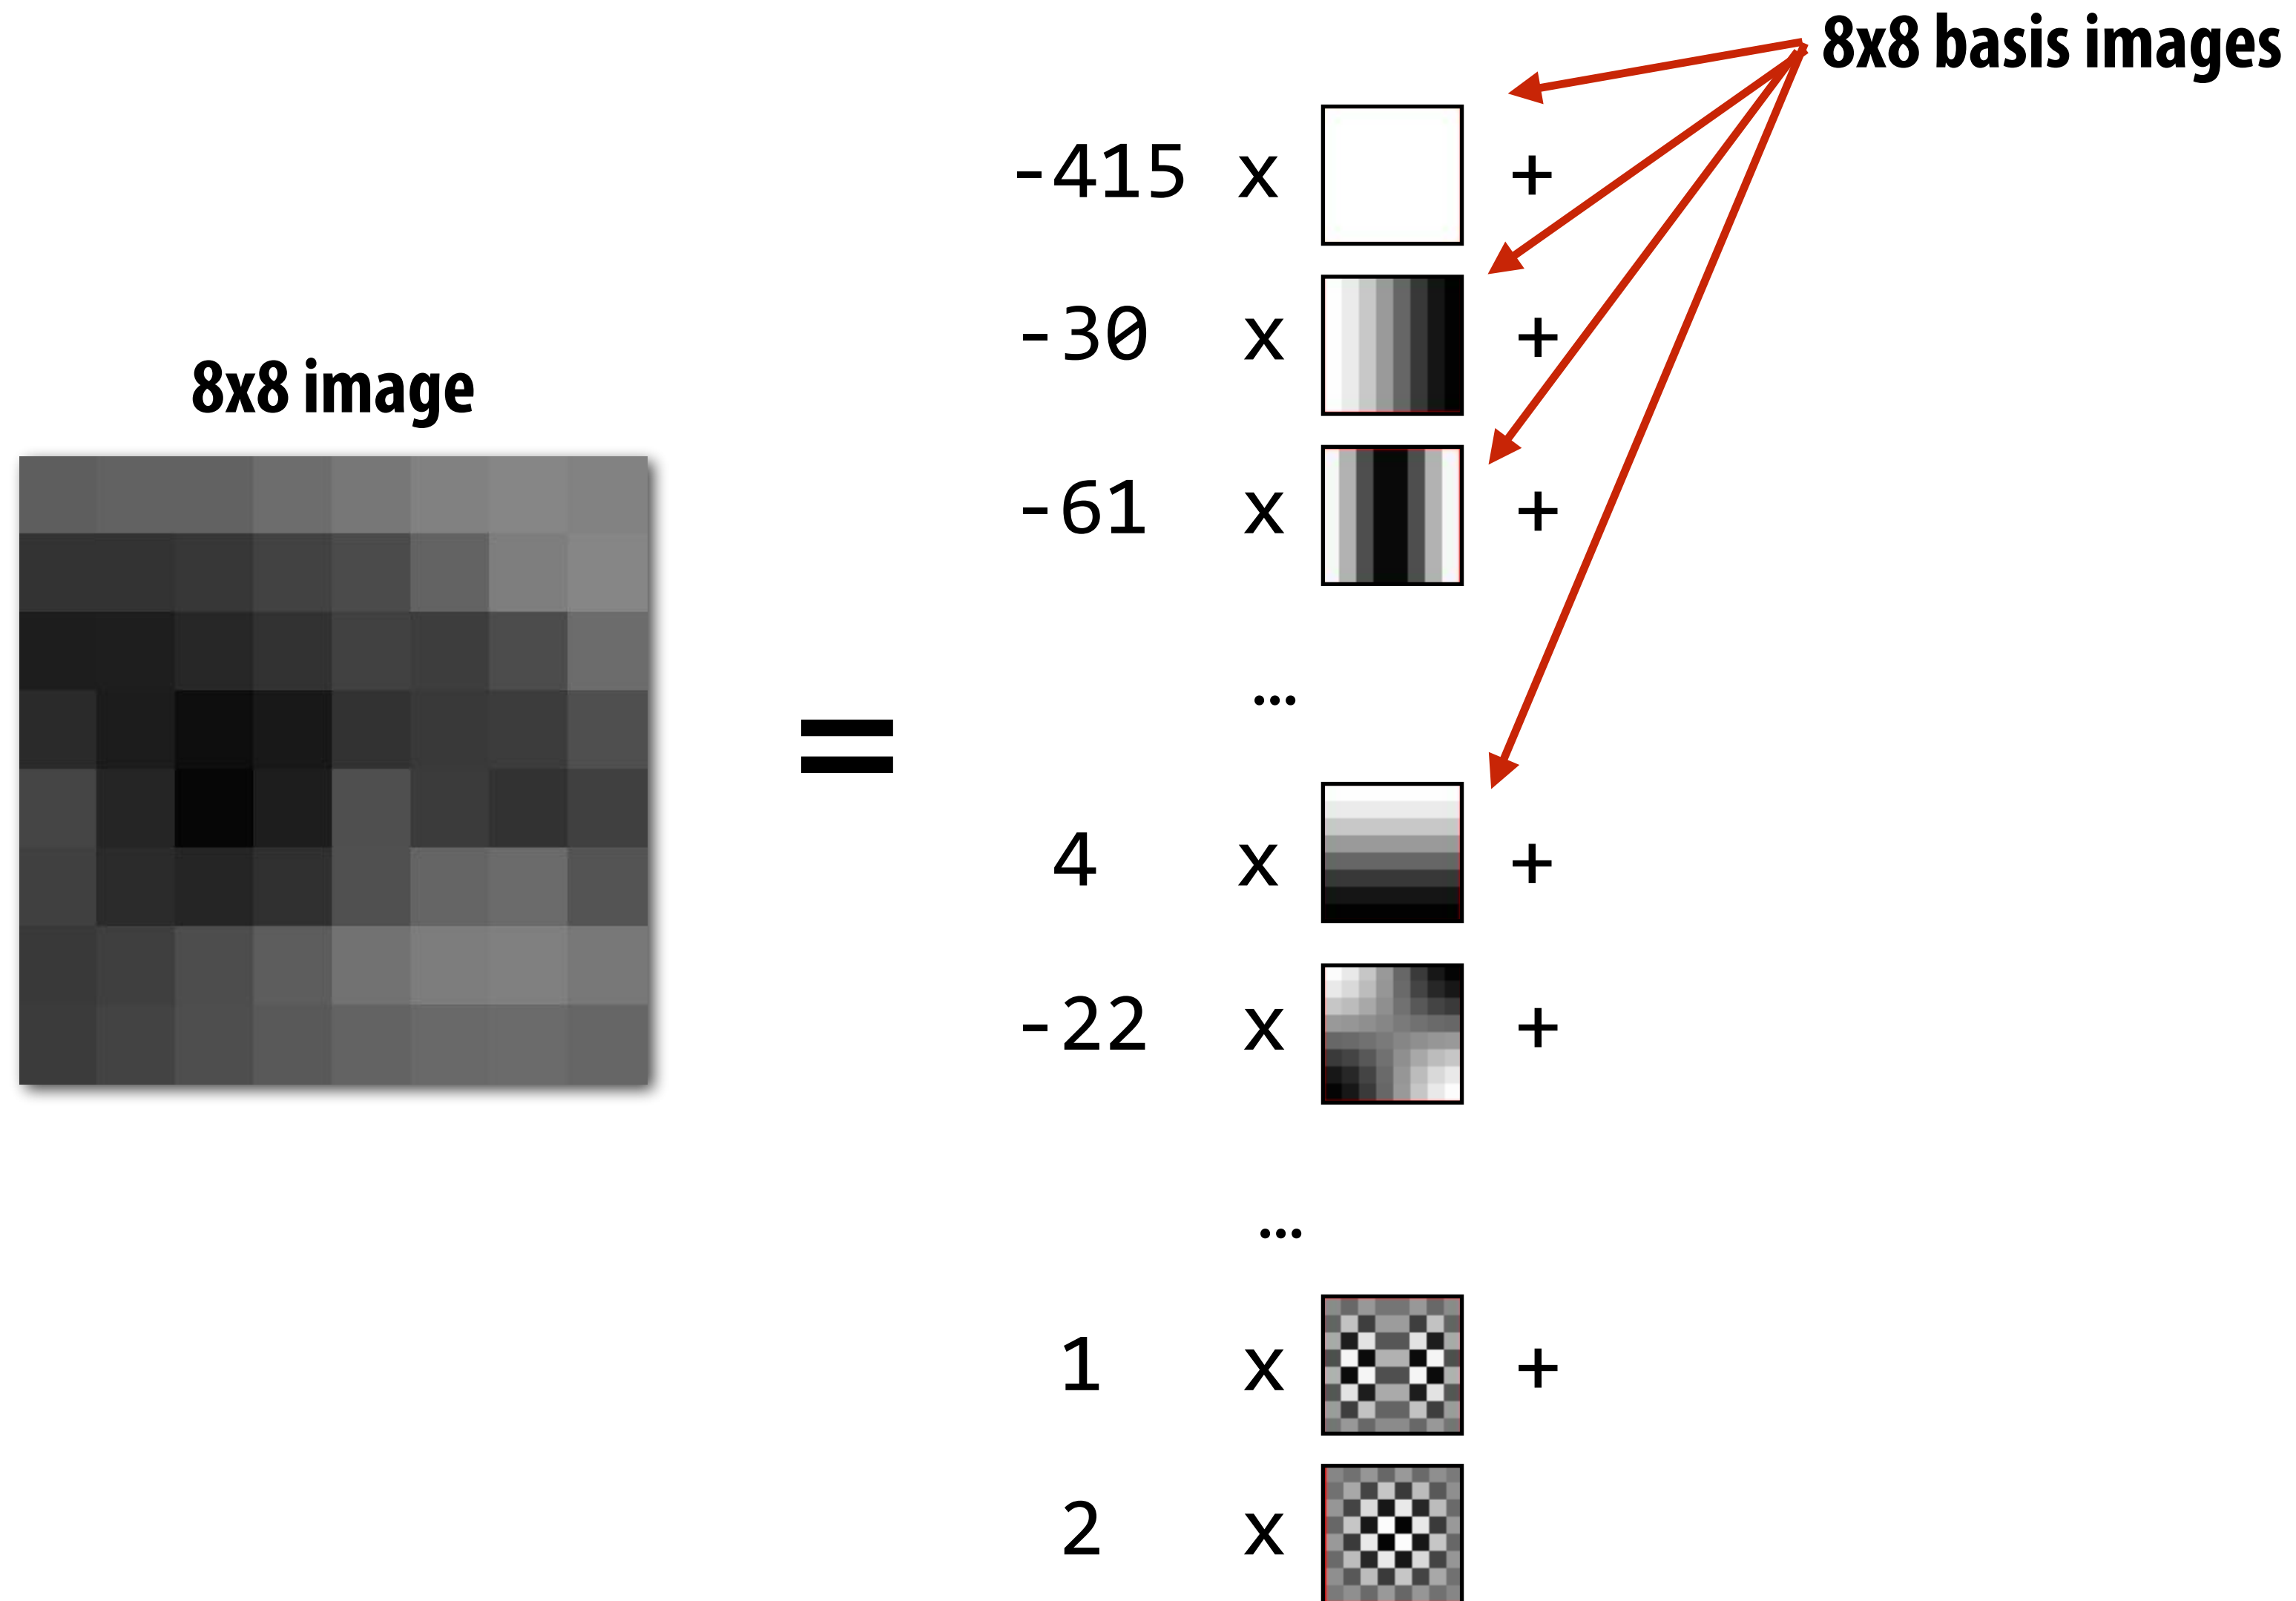 8x8 basis images
-415 x +
-30 x +
8x8 image
-61 x +
...
=
4 x +
-22 x +
...
1 x +
2 x